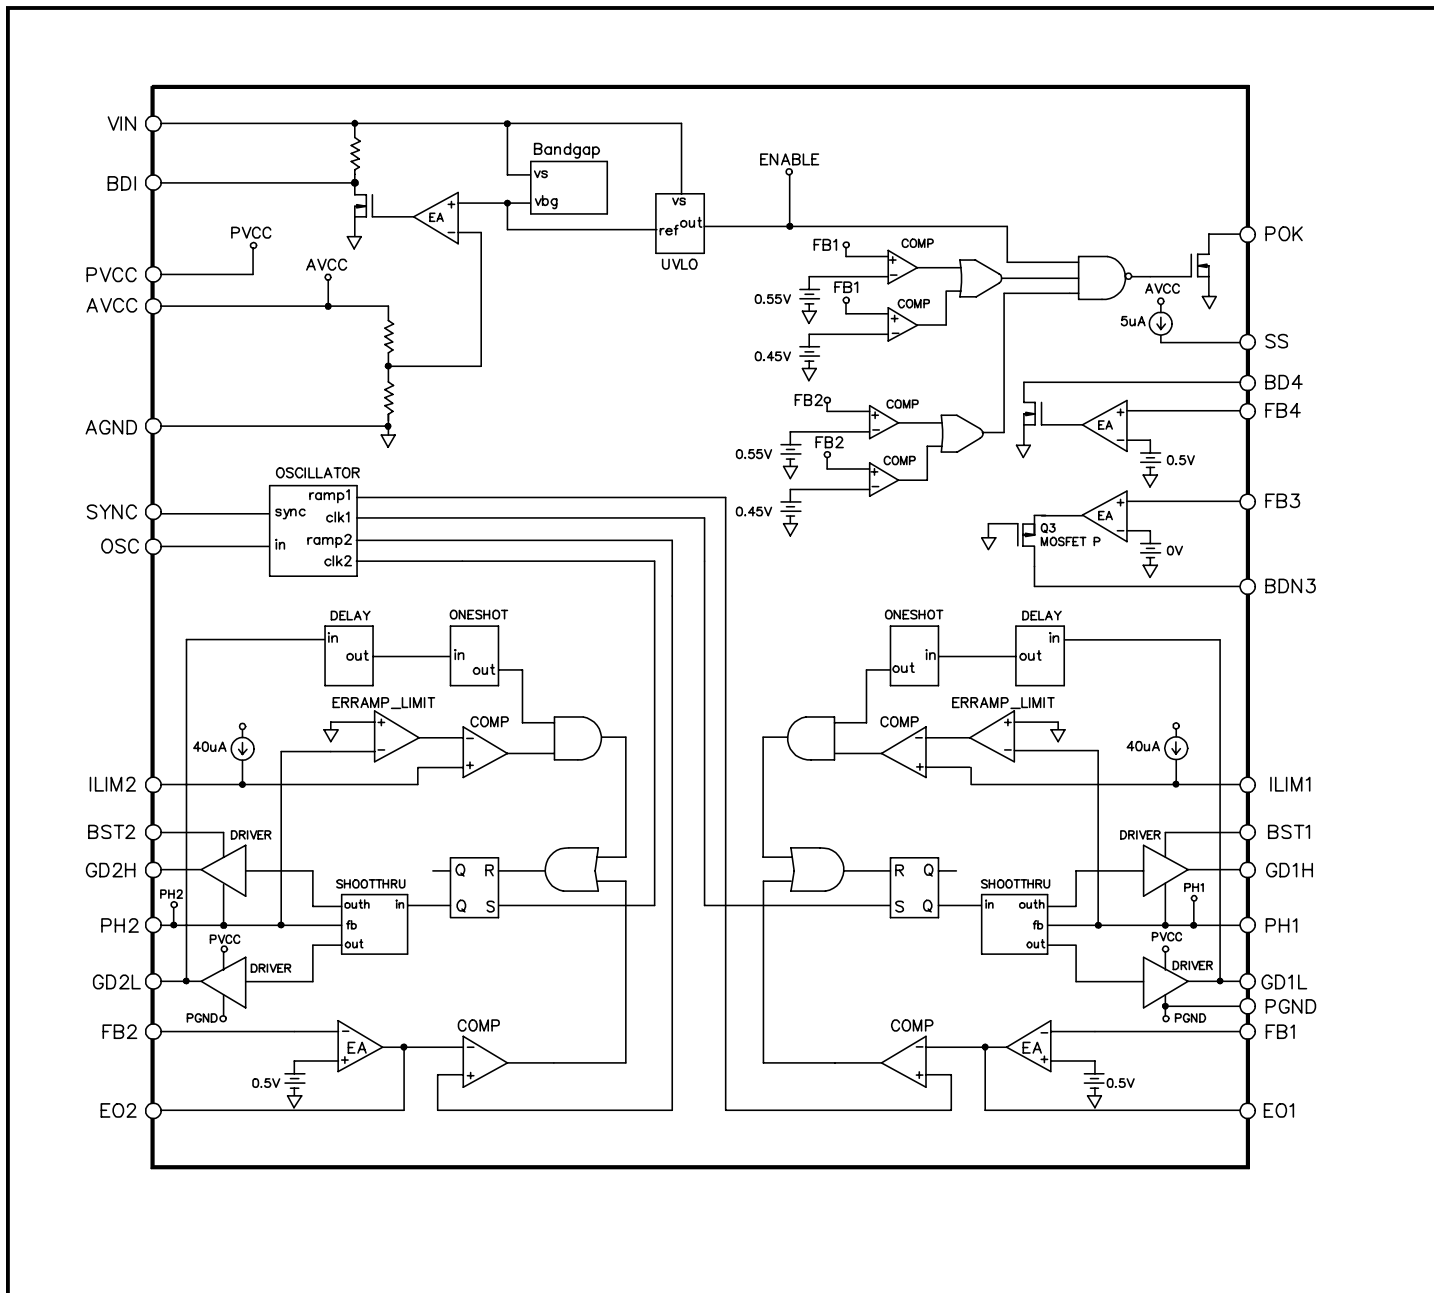 VIN
BDI
PVCC
PVCC
AVCC
AVCC
AGND
Bandgap
vs
vbg
EA
+
−
vs
ref
out
UVLO
ENABLE
FB1
COMP
+
−
0.55V
FB1
COMP
+
−
0.45V
FB2
COMP
+
−
0.55V
FB2
COMP
+
−
0.45V
POK
AVCC
5uA
SS
BD4
FB4
EA
+
−
0.5V
FB3
EA
+
−
0V
Q3
MOSFET P
BDN3
OSCILLATOR
SYNC
OSC
sync
in
ramp1
clk1
ramp2
clk2
DELAY
in
out
ONESHOT
in
out
ERRAMP_LIMIT
+
−
COMP
−
+
40uA
ILIM2
BST2
DRIVER
GD2H
PH2
PH2
SHOOTTHRU
outh
in
fb
out
Q
R
Q
S
PVCC
DRIVER
GD2L
PGND
FB2
−
+
EA
0.5V
COMP
−
+
EO2
ONESHOT
in
out
DELAY
in
out
COMP
−
+
ERRAMP_LIMIT
+
−
40uA
ILIM1
BST1
DRIVER
GD1H
PH1
PH1
R
Q
S
Q
SHOOTTHRU
in
outh
fb
out
PVCC
DRIVER
GD1L
PGND
PGND
FB1
COMP
−
+
−
EA
+
0.5V
EO1